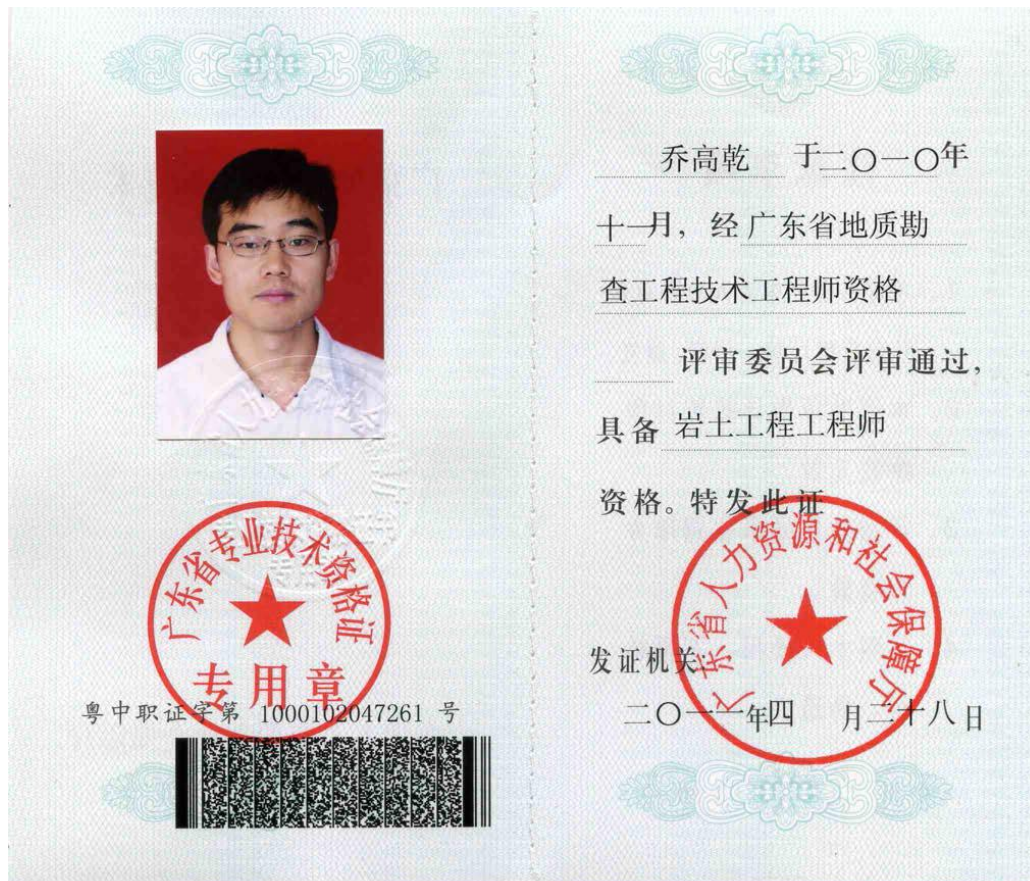 广东省专业技术资格证
专用章
粤中职证字第 1000102047261 号
乔高乾 于二〇一〇年
十一月，经广东省地质勘
查工程技术工程师资格
评审委员会评审通过，
具备 岩土工程工程师
资格。特发此证
广东省人力资源和社会保障厅
发证机关：
二〇一一年四月二十八日